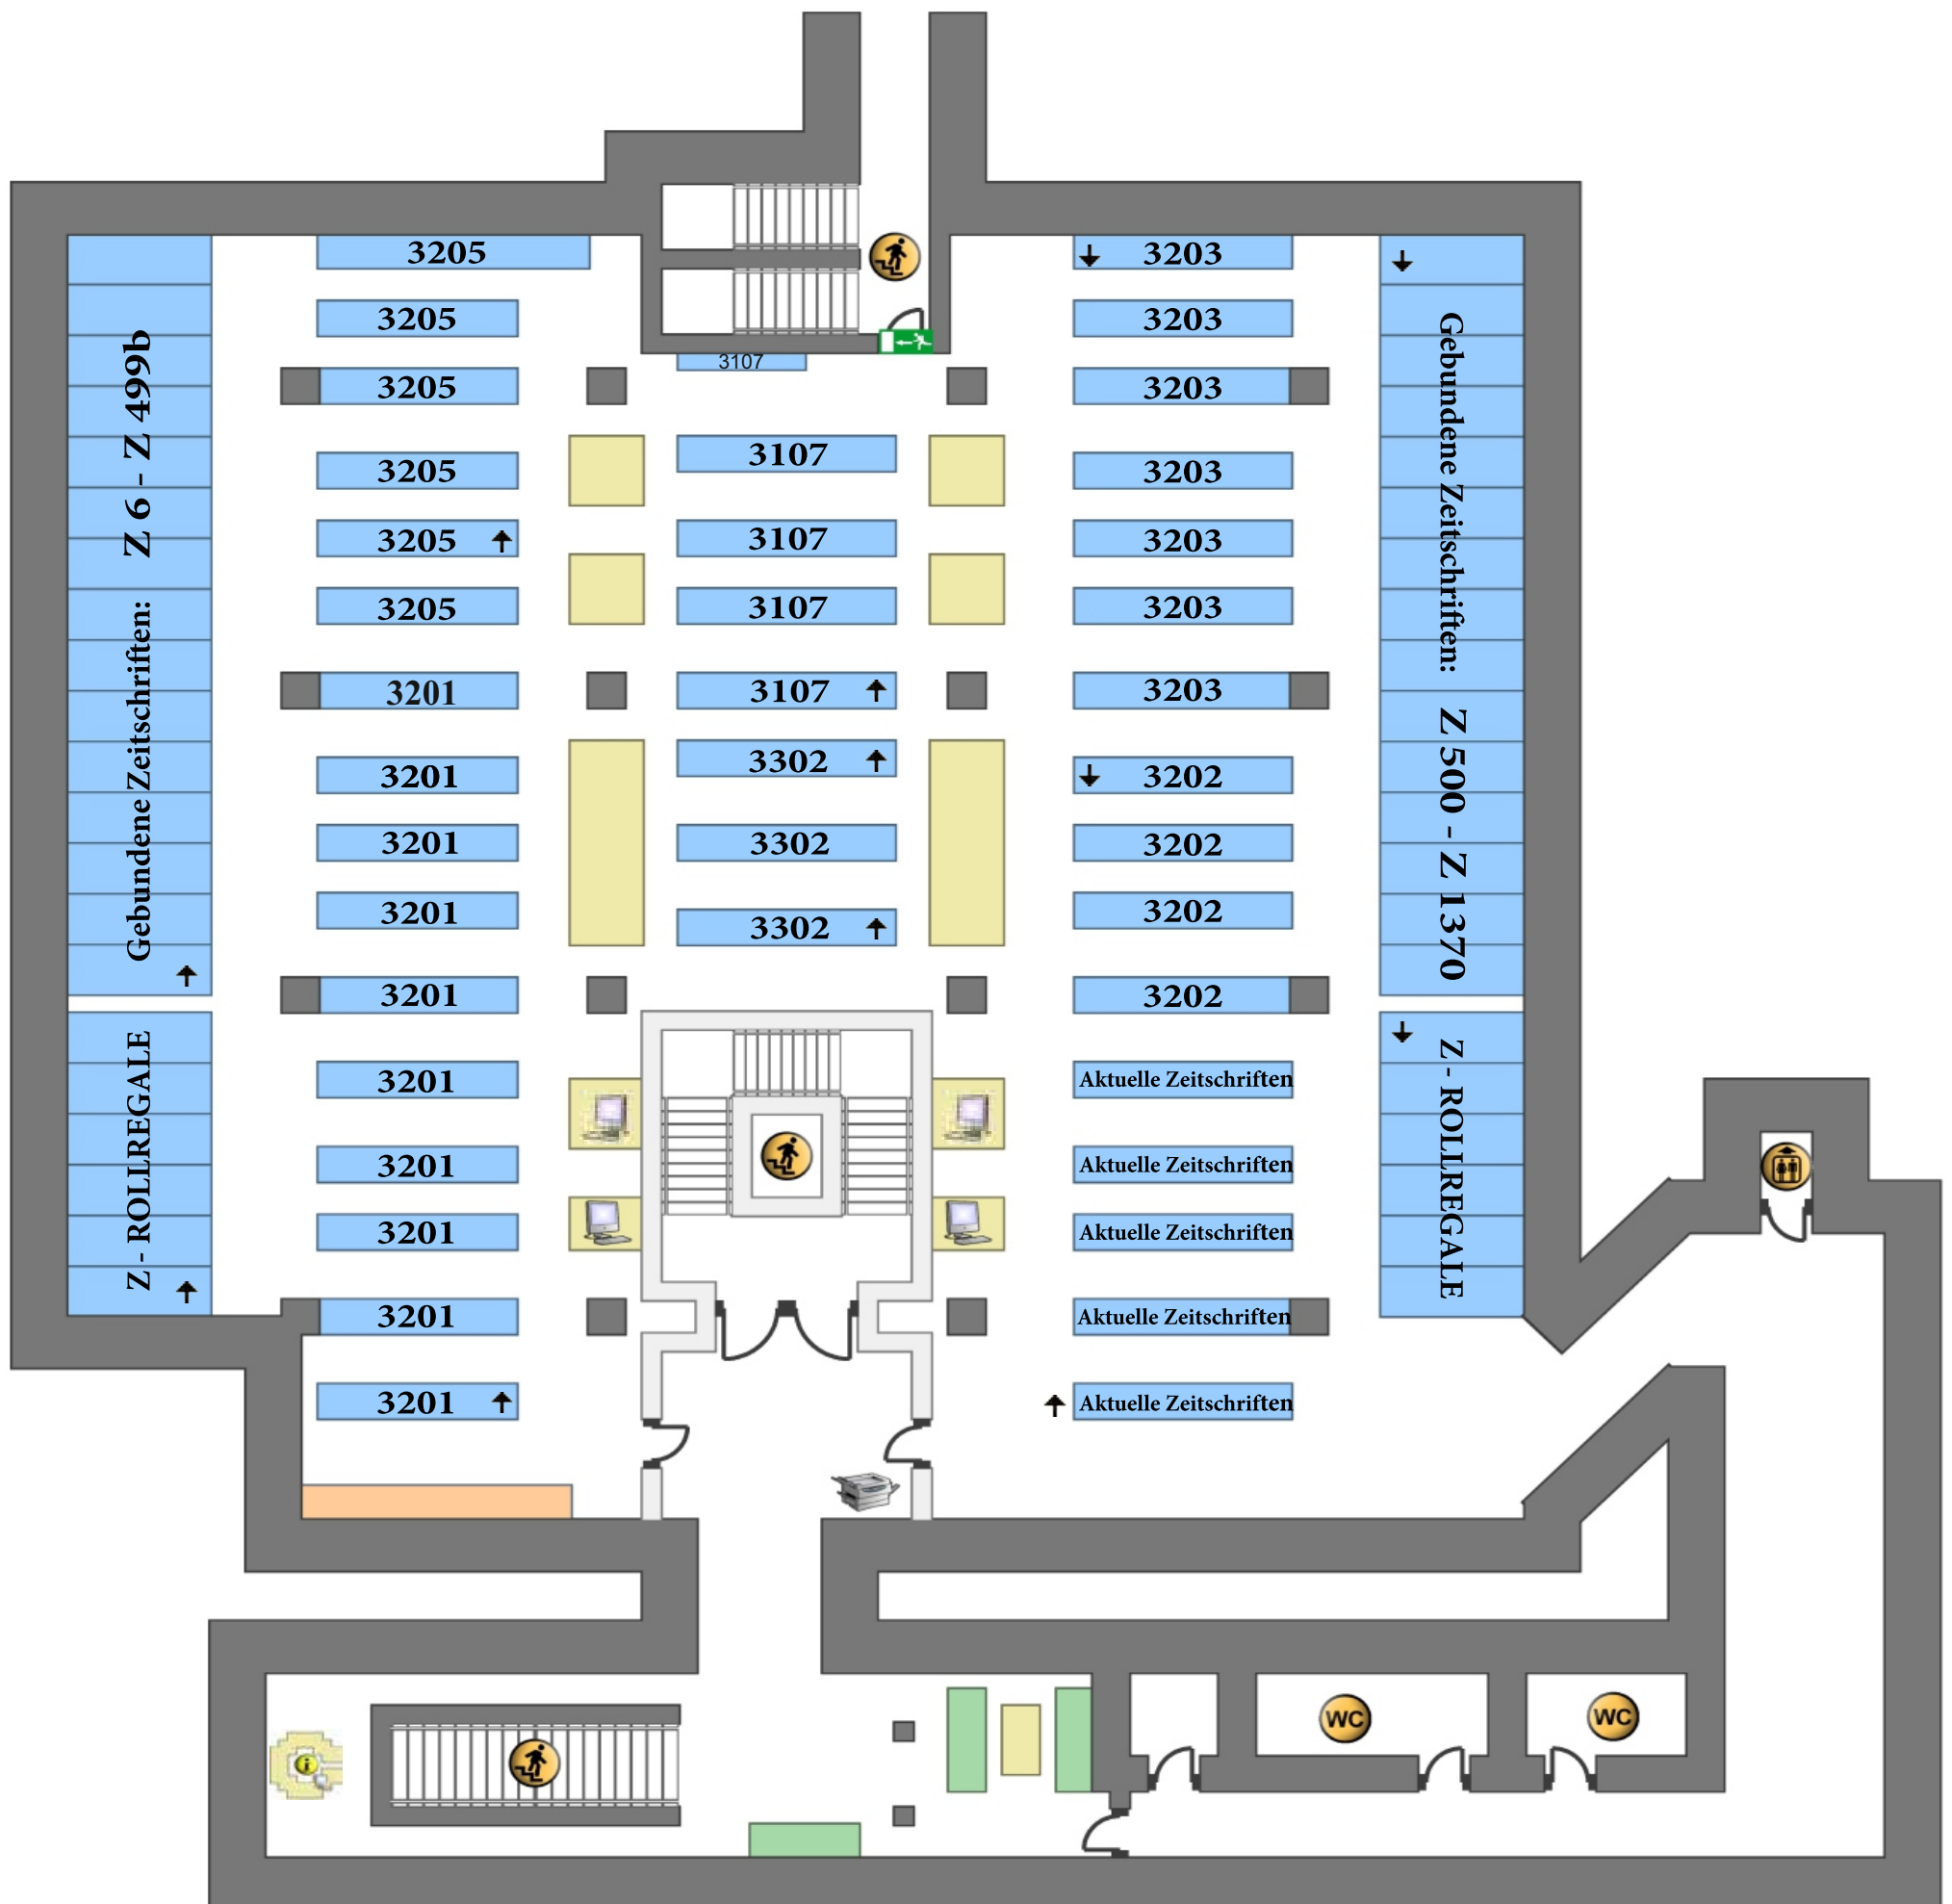 Z 6 - Z 499b
Gebundene Zeitschriften:
Z - ROLLREGALE
3205
3205
3205
3205
3205
3205
3201
3201
3201
3201
3201
3201
3201
3201
3201
3201
3107
3107
3107
3107
3107
3302
3302
3302
3203
3203
3203
3203
3203
3203
3203
3202
3202
3202
3202
Aktuelle Zeitschriften
Aktuelle Zeitschriften
Aktuelle Zeitschriften
Aktuelle Zeitschriften
Aktuelle Zeitschriften
Gebundene Zeitschriften:
Z 500 - Z 1370
Z - ROLLREGALE
i
WC
WC